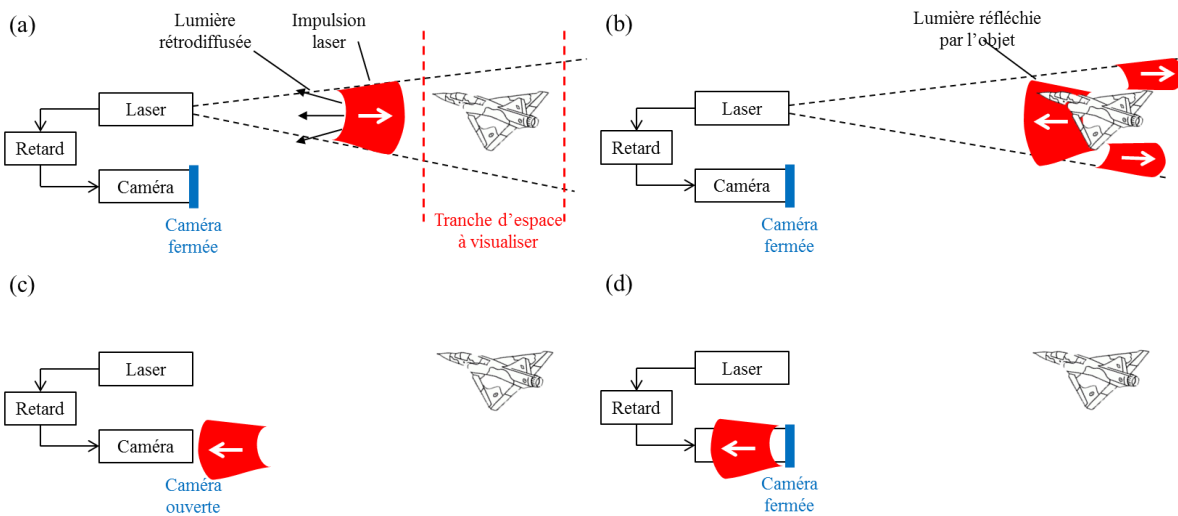 (a)
Lumière
rétrodiffusée
Impulsion
laser
Laser
Retard
Caméra
Caméra
fermée
Tranche d’espace
à visualiser
(b)
Lumière réfléchie
par l’objet
Laser
Retard
Caméra
Caméra
fermée
(c)
Laser
Retard
Caméra
Caméra
ouverte
(d)
Laser
Retard
Caméra
fermée